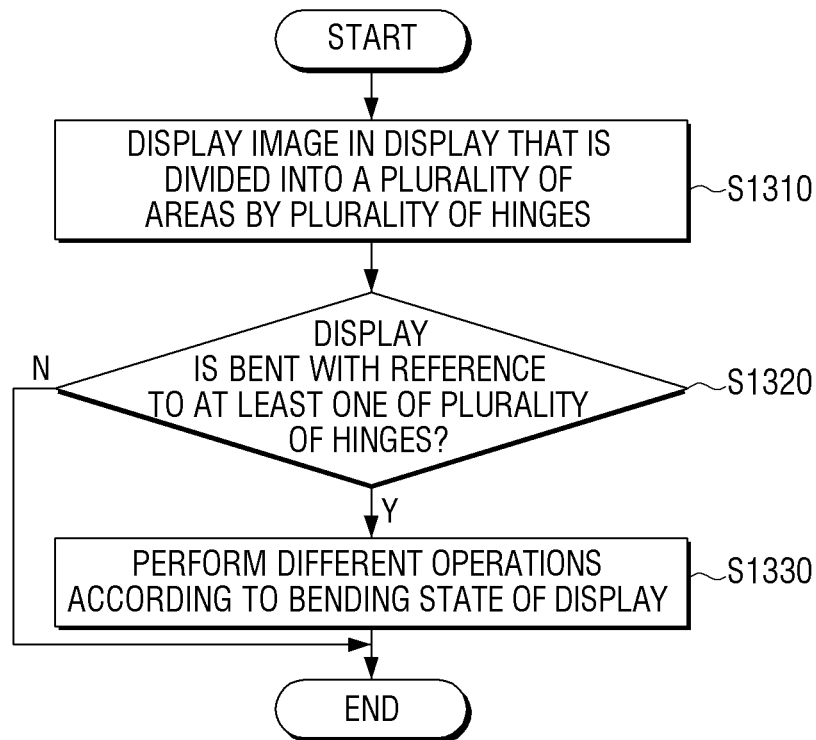 START
DISPLAY IMAGE IN DISPLAY THAT IS
DIVIDED INTO A PLURALITY OF
AREAS BY PLURALITY OF HINGES
S1310
DISPLAY
IS BENT WITH REFERENCE
TO AT LEAST ONE OF PLURALITY
OF HINGES?
N
S1320
Y
PERFORM DIFFERENT OPERATIONS
ACCORDING TO BENDING STATE OF DISPLAY
S1330
END